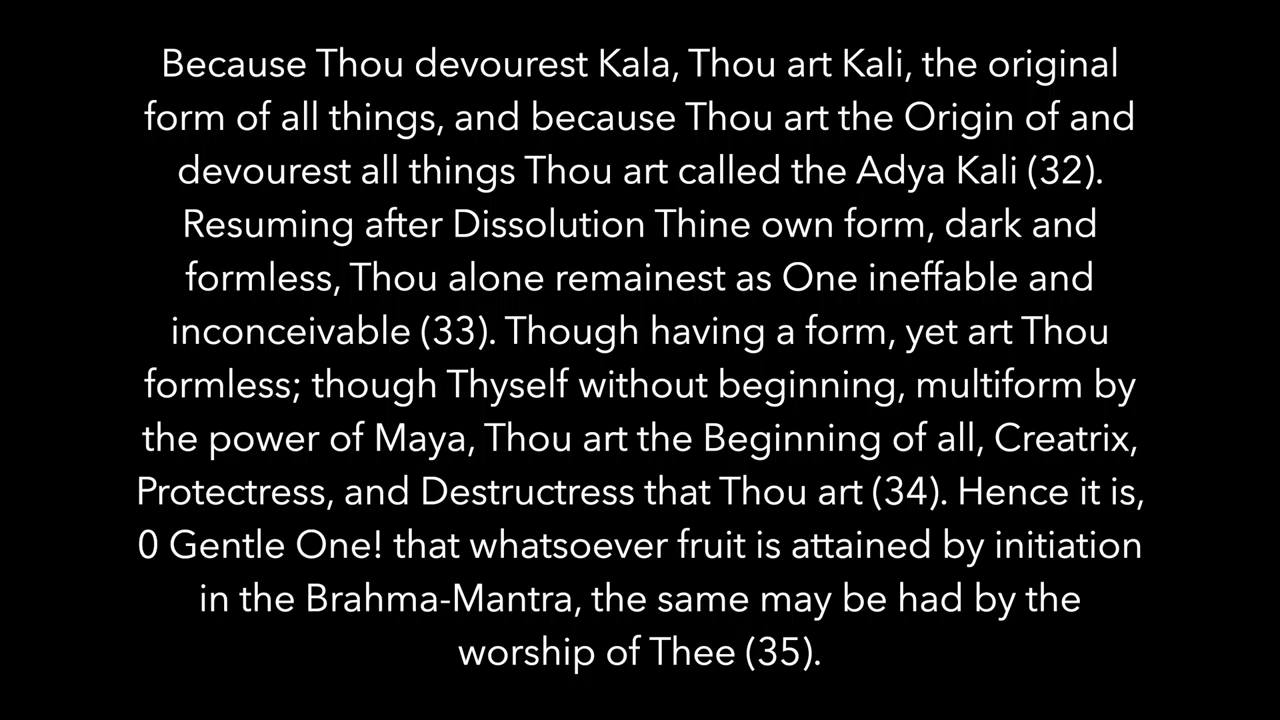 Because Thou devourest Kala, Thou art Kali, the original
form of all things, and because Thou art the Origin of and
devourest all things Thou art called the Adya Kali (32).
Resuming after Dissolution Thine own form, dark and
formless, Thou alone remainest as One ineffable and
inconceivable (33). Though having a form, yet art Thou
formless; though Thyself without beginning, multiform by
the power of Maya, Thou art the Beginning of all, Creatrix,
Protectress, and Destructress that Thou art (34). Hence it is,
0 Gentle One! that whatsoever fruit is attained by initiation
in the Brahma-Mantra, the same may be had by the
worship of Thee (35).